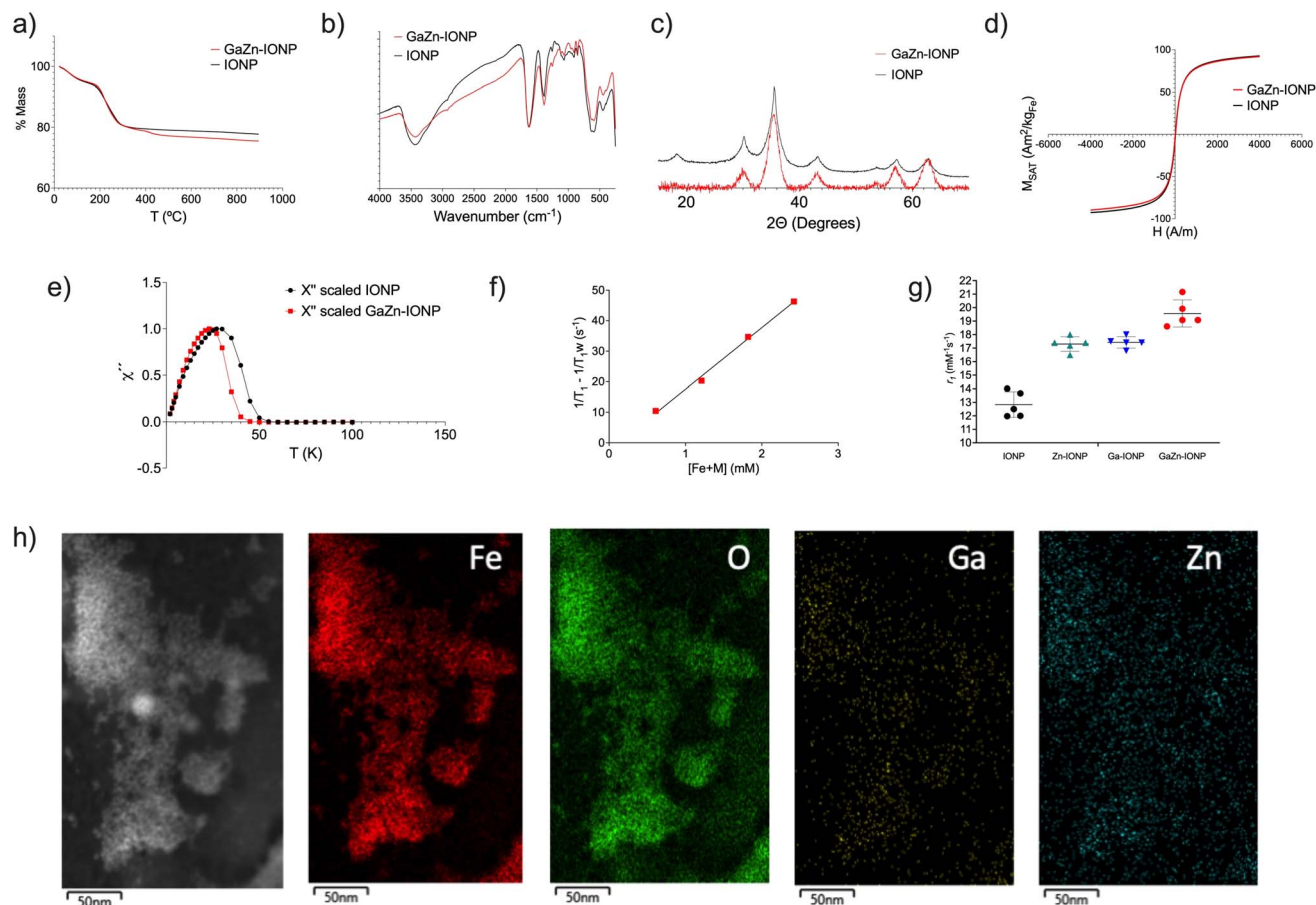 a)
GaZn-IONP
IONP
% Mass
100
80
60
0 200 400 600 800 1000
T (ºC)
b)
GaZn-IONP
IONP
4000 3500 3000 2500 2000 1500 1000 500
Wavenumber (cm-1)
c)
GaZn-IONP
IONP
20 40 60
2Θ (Degrees)
d)
GaZn-IONP
IONP
MSAT (Am2/kgFe)
100
50
-50
-100
-6000 -4000 -2000 0 2000 4000 6000
H (A/m)
e)
X" scaled IONP
X" scaled GaZn-IONP
χ´´
1.5
1.0
0.5
0.0
-0.5
50 100 150
T (K)
f)
1/T1 - 1/T1w (s-1)
50
40
30
20
10
0
0 1 2 3
[Fe+M] (mM)
g)
r1 (mM-1s-1)
22
21
20
19
18
17
16
15
14
13
12
11
10
IONP Zn-IONP Ga-IONP GaZn-IONP
h)
Fe
O
Ga
Zn
50nm
50nm
50nm
50nm
50nm